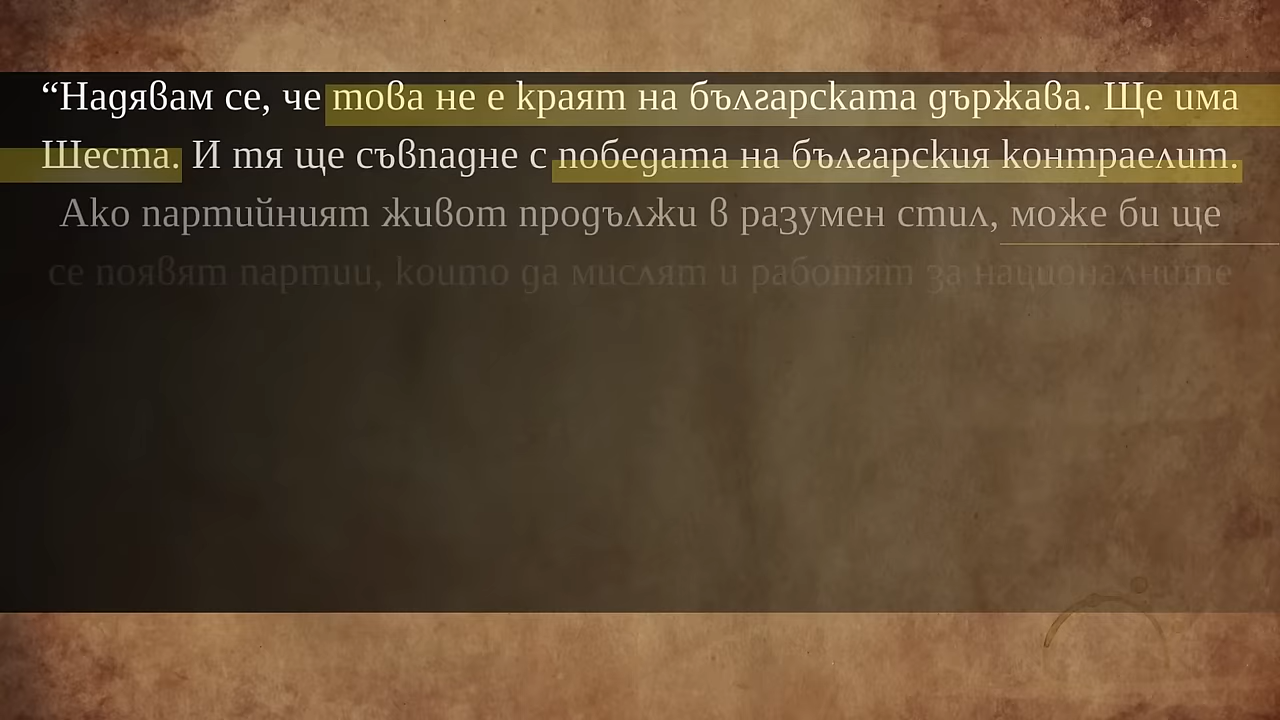 “Надявам се, че това не е краят на българската държава. Ще има
Шеста. И тя ще съвпадне с победата на българския контраелит.
Ако партийният живот продължи в разумен стил, може би ще
се появят партии, които да мислят и работят за националните